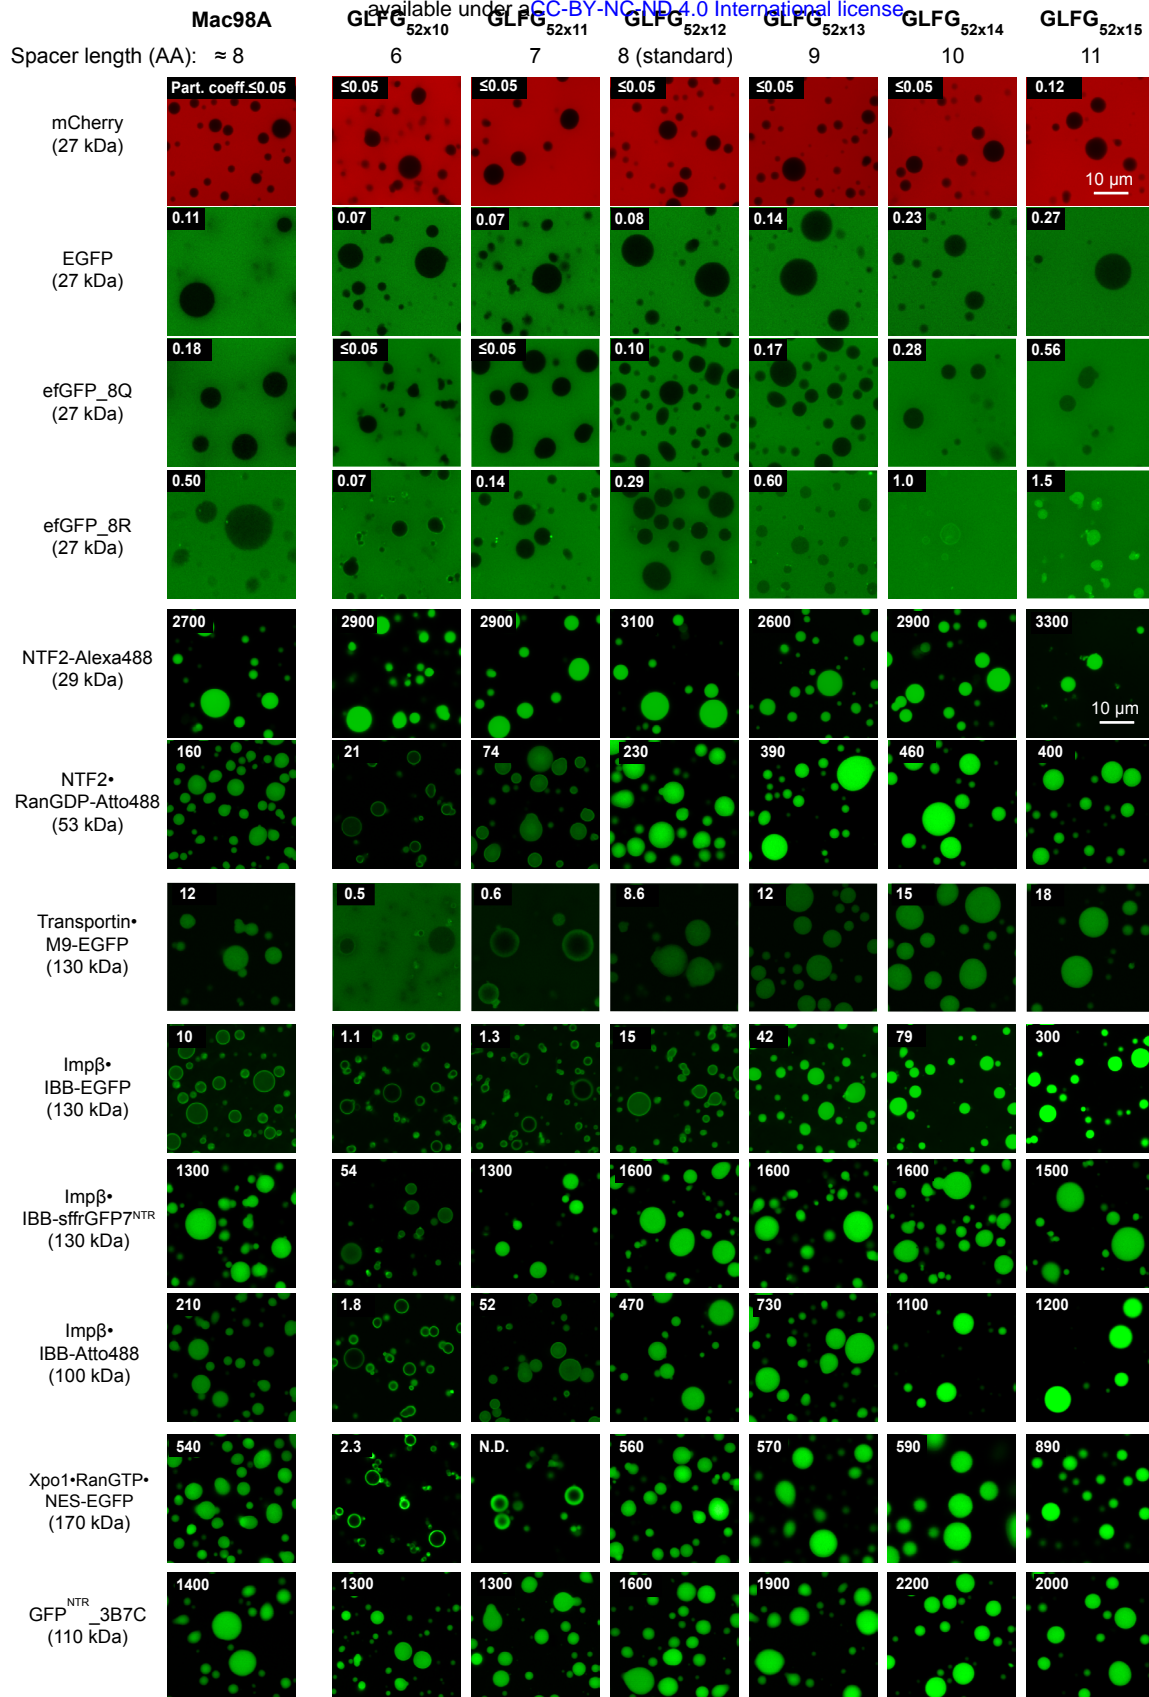 available under aCC-BY-NC-ND 4.0 International license.
Mac98A GLFG52x10 GLFG52x11 GLFG52x12 GLFG52x13 GLFG52x14 GLFG52x15
Spacer length (AA): ≈ 8 6 7 8 (standard) 9 10 11
mCherry
(27 kDa)
Part. coeff.≤0.05 ≤0.05 ≤0.05 ≤0.05 ≤0.05 ≤0.05 0.12
10 µm
EGFP
(27 kDa)
0.11 0.07 0.07 0.08 0.14 0.23 0.27
efGFP_8Q
(27 kDa)
0.18 ≤0.05 ≤0.05 0.10 0.17 0.28 0.56
efGFP_8R
(27 kDa)
0.50 0.07 0.14 0.29 0.60 1.0 1.5
NTF2-Alexa488
(29 kDa)
2700 2900 2900 3100 2600 2900 3300
10 µm
NTF2•
RanGDP-Atto488
(53 kDa)
160 21 74 230 390 460 400
Transportin•
M9-EGFP
(130 kDa)
12 0.5 0.6 8.6 12 15 18
Impβ•
IBB-EGFP
(130 kDa)
10 1.1 1.3 15 42 79 300
Impβ•
IBB-sffrGFP7NTR
(130 kDa)
1300 54 1300 1600 1600 1600 1500
Impβ•
IBB-Atto488
(100 kDa)
210 1.8 52 470 730 1100 1200
Xpo1•RanGTP•
NES-EGFP
(170 kDa)
540 2.3 N.D. 560 570 590 890
GFPNTR_3B7C
(110 kDa)
1400 1300 1300 1600 1900 2200 2000